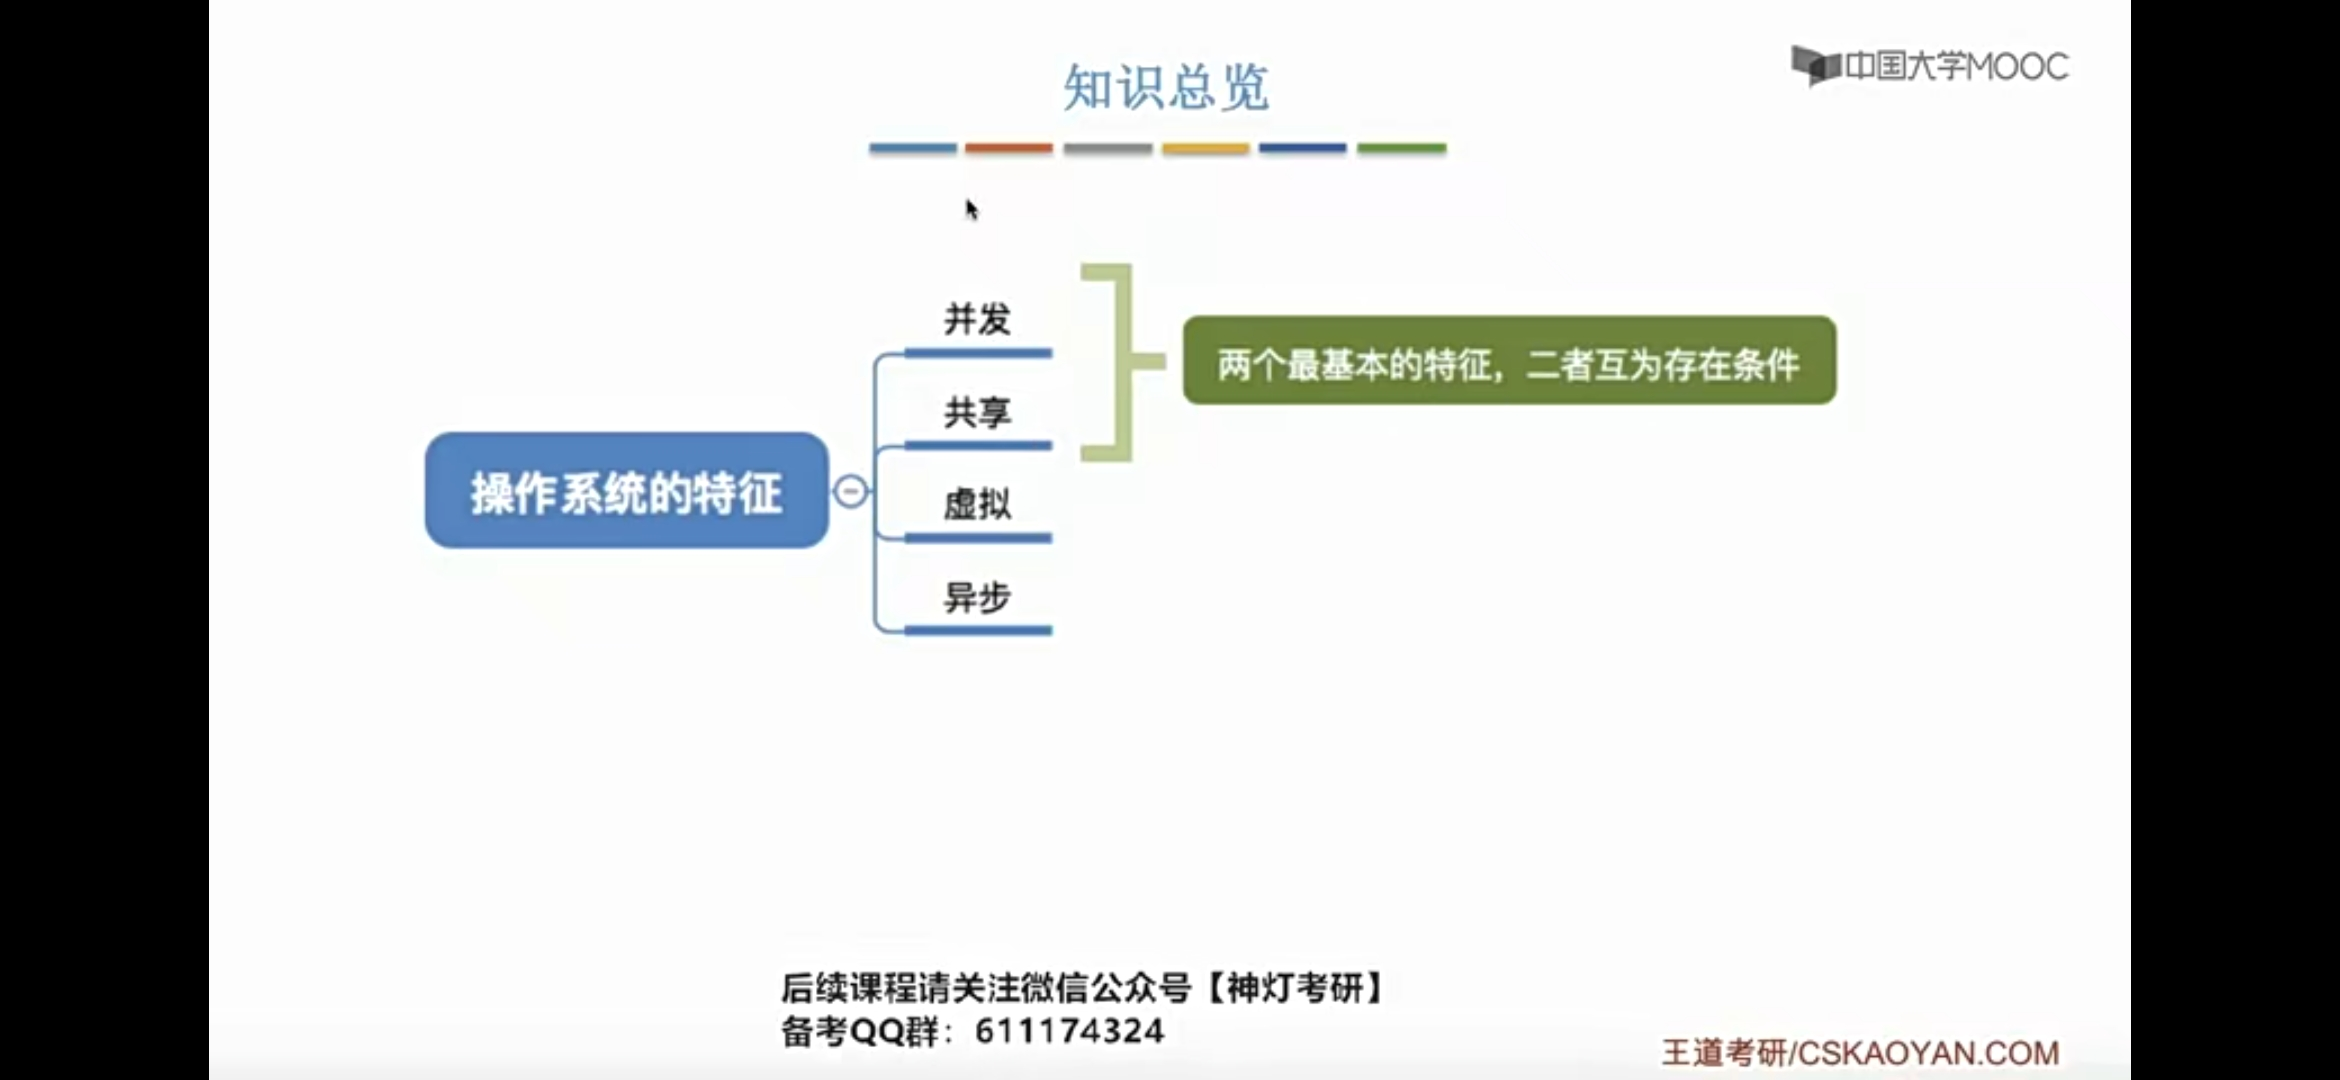 知识总览
中国大学MOOC
并发
共享
虚拟
异步
操作系统的特征
两个最基本的特征，二者互为存在条件
后续课程请关注微信公众号【神灯考研】
备考QQ群：611174324
王道考研/CSKAOYAN.COM